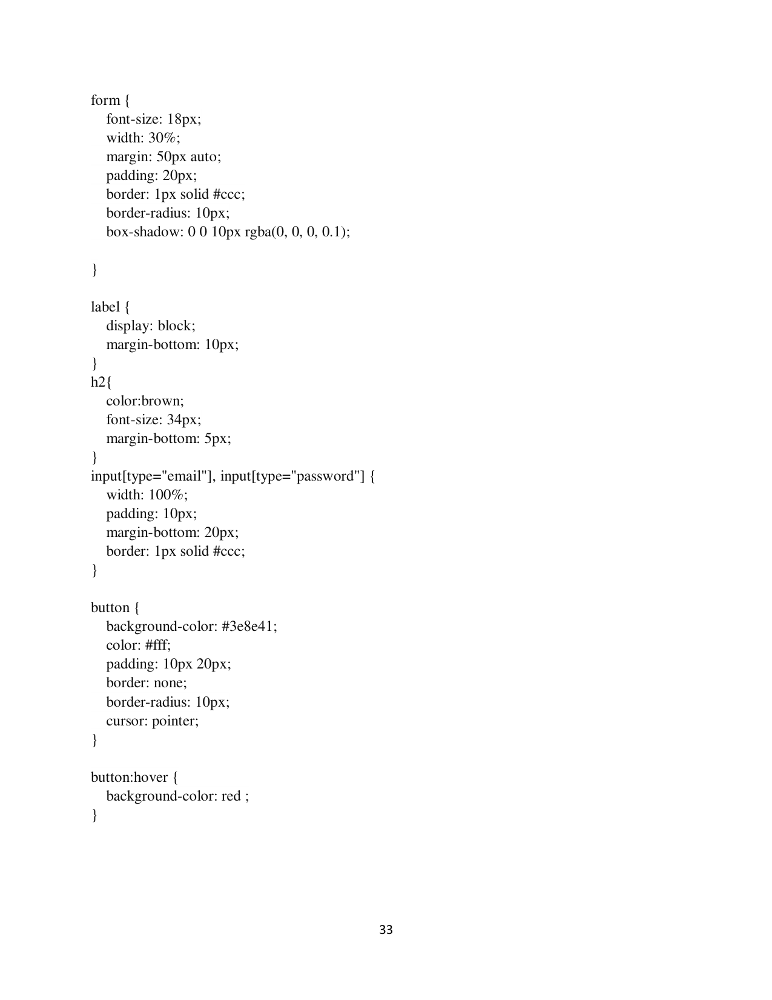 form {
    font-size: 18px;
    width: 30%;
    margin: 50px auto;
    padding: 20px;
    border: 1px solid #ccc;
    border-radius: 10px;
    box-shadow: 0 0 10px rgba(0, 0, 0, 0.1);

}

label {
    display: block;
    margin-bottom: 10px;
}
h2{
    color:brown;
    font-size: 34px;
    margin-bottom: 5px;
}
input[type="email"], input[type="password"] {
    width: 100%;
    padding: 10px;
    margin-bottom: 20px;
    border: 1px solid #ccc;
}

button {
    background-color: #3e8e41;
    color: #fff;
    padding: 10px 20px;
    border: none;
    border-radius: 10px;
    cursor: pointer;
}

button:hover {
    background-color: red ;
}

33